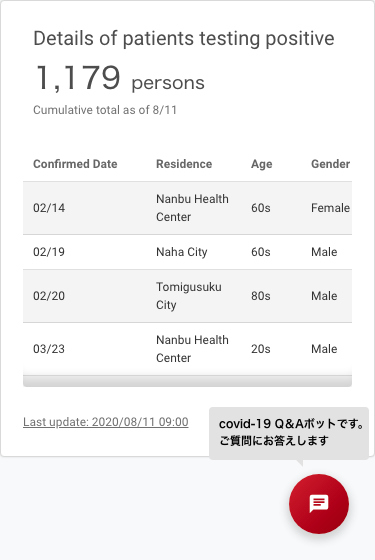 Details of patients testing positive
1,179 persons
Cumulative total as of 8/11
Confirmed Date Residence Age Gender
02/14 Nanbu Health Center 60s Female
02/19 Naha City 60s Male
02/20 Tomigusuku City 80s Male
03/23 Nanbu Health Center 20s Male
Last update: 2020/08/11 09:00
covid-19 Q&Aボットです。
ご質問にお答えします